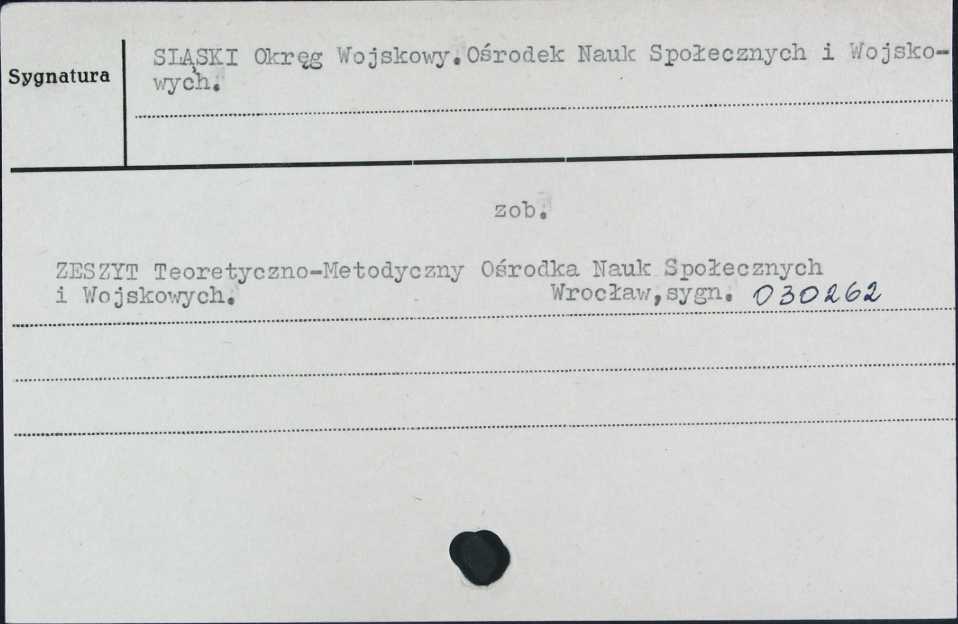 SLĄSKI Okręg Wojskowy.Ośrodek Nauk Społecznych i Wojsko-
Sygnatura
wych.
zob.
ZESZYT Teoretyczno-Metodyczny Ośrodka Nauk Społecznych
i Wojskowych. Wrocław,sygn. 030262